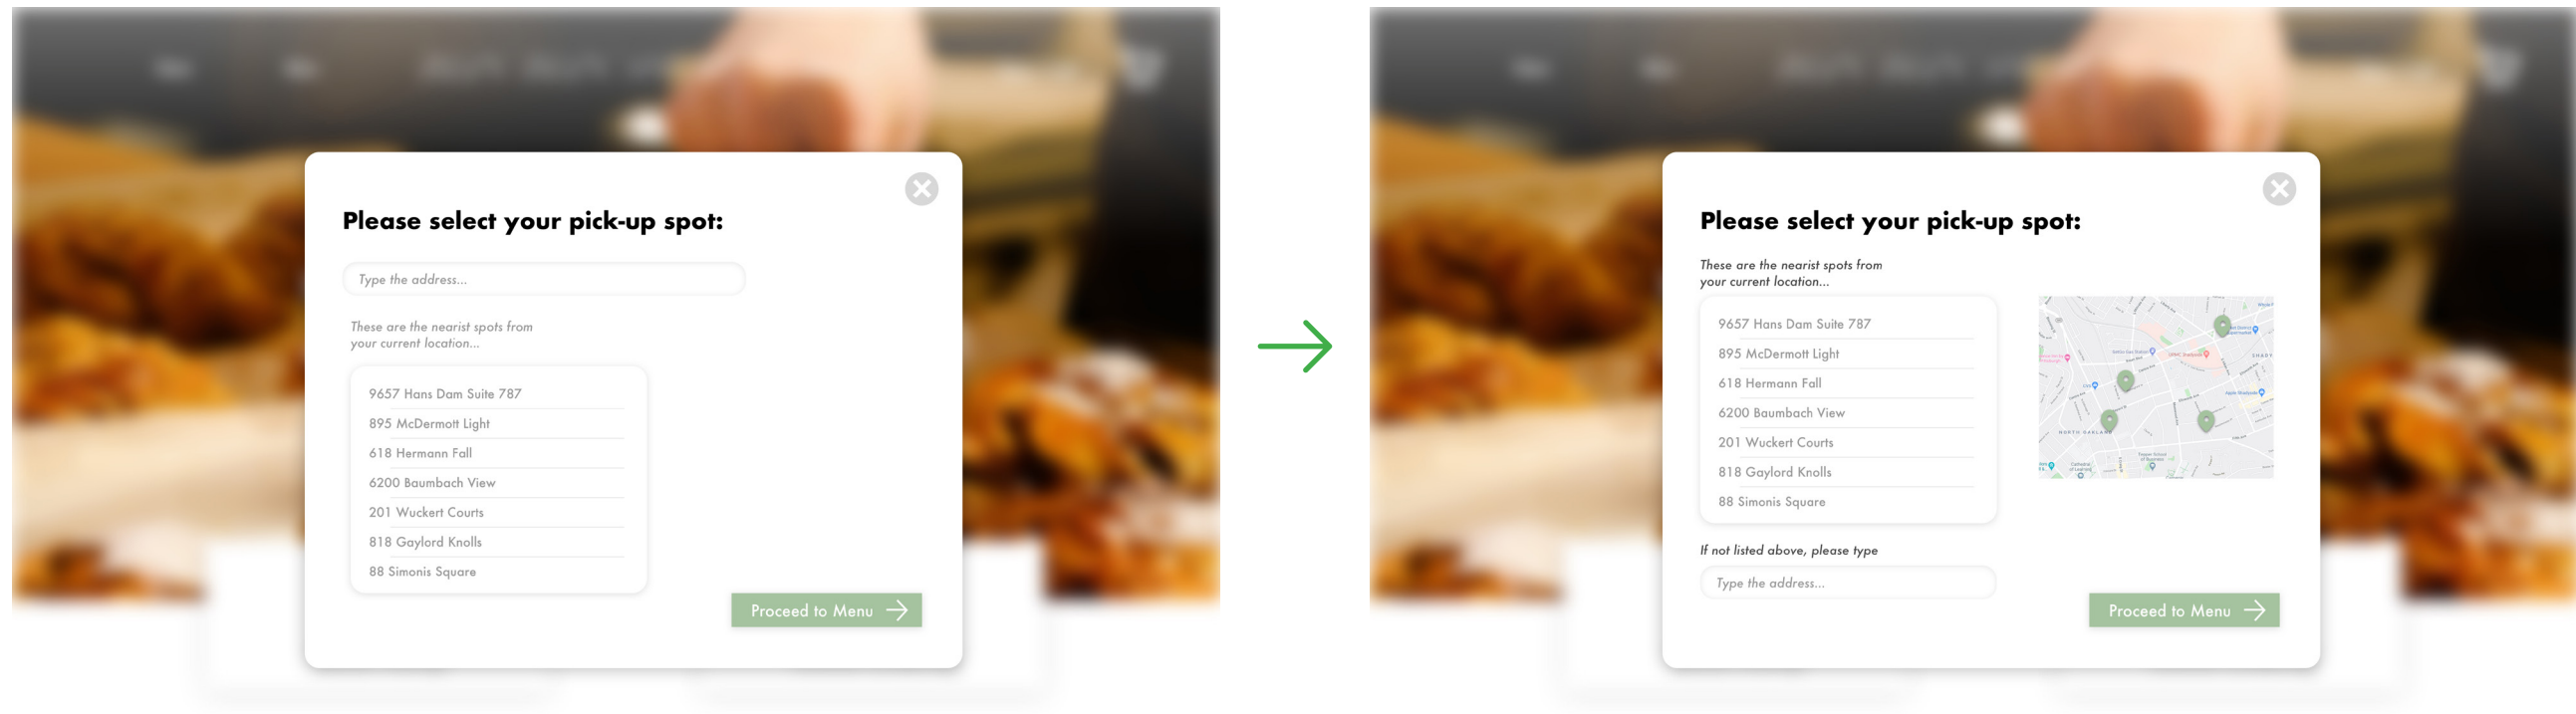 Please select your pick-up spot:
Type the address...
These are the nearist spots from
your current location...
9657 Hans Dam Suite 787
895 McDermott Light
618 Hermann Fall
6200 Baumbach View
201 Wuckert Courts
818 Gaylord Knolls
88 Simonis Square
Proceed to Menu
Please select your pick-up spot:
These are the nearist spots from
your current location...
9657 Hans Dam Suite 787
895 McDermott Light
618 Hermann Fall
6200 Baumbach View
201 Wuckert Courts
818 Gaylord Knolls
88 Simonis Square
NORTH OAKLAND
If not listed above, please type
Type the address...
Proceed to Menu